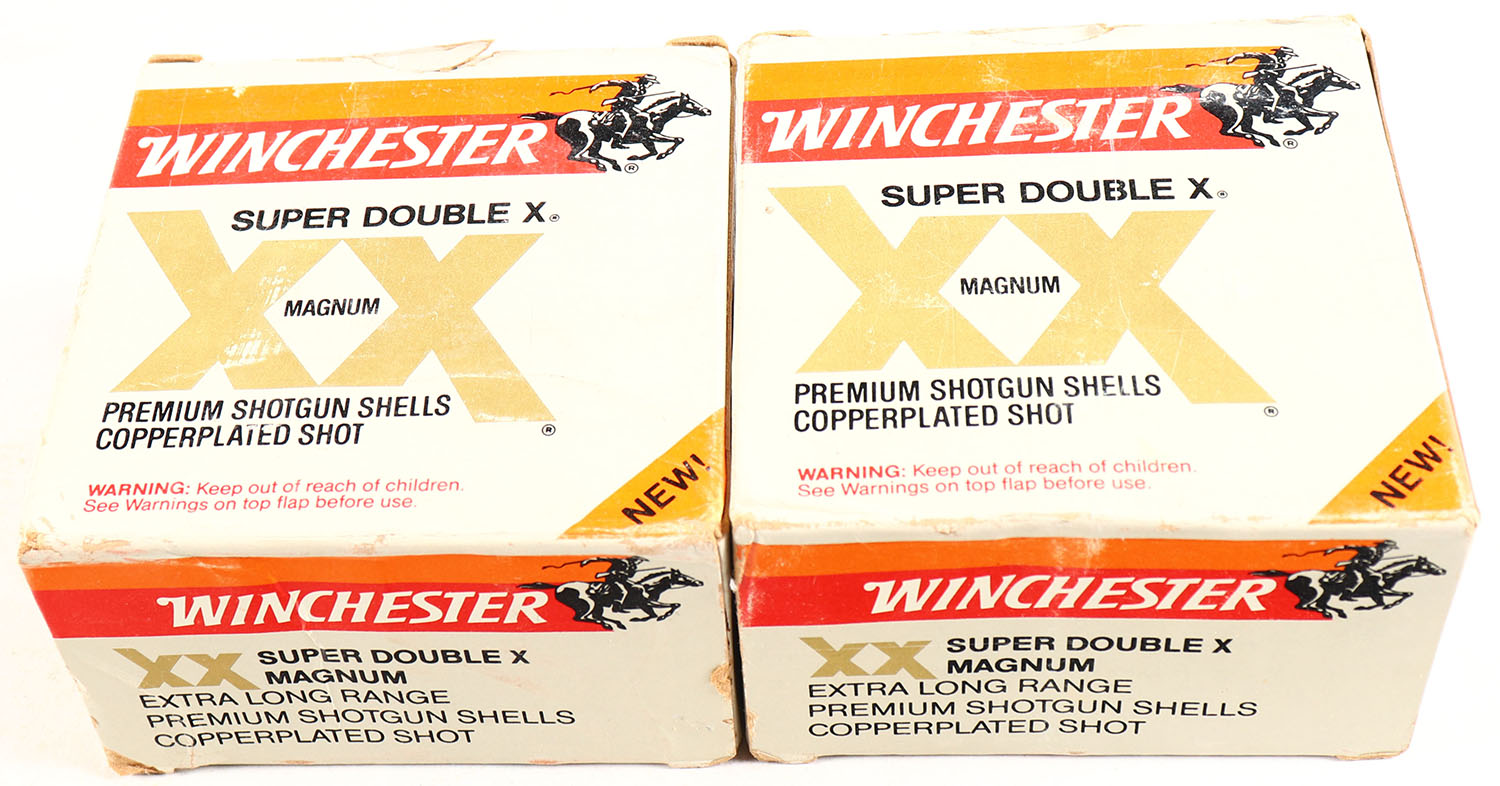 WINCHESTER ®
SUPER DOUBLE X®
XX
MAGNUM
PREMIUM SHOTGUN SHELLS
COPPERPLATED SHOT ®
WARNING: Keep out of reach of children.
See Warnings on top flap before use.
NEW!
WINCHESTER
XX SUPER DOUBLE X
MAGNUM
EXTRA LONG RANGE
PREMIUM SHOTGUN SHELLS
COPPERPLATED SHOT
WINCHESTER ®
SUPER DOUBLE X®
XX
MAGNUM
PREMIUM SHOTGUN SHELLS
COPPERPLATED SHOT ®
WARNING: Keep out of reach of children.
See Warnings on top flap before use.
NEW!
WINCHESTER
XX SUPER DOUBLE X
MAGNUM
EXTRA LONG RANGE
PREMIUM SHOTGUN SHELLS
COPPERPLATED SHOT